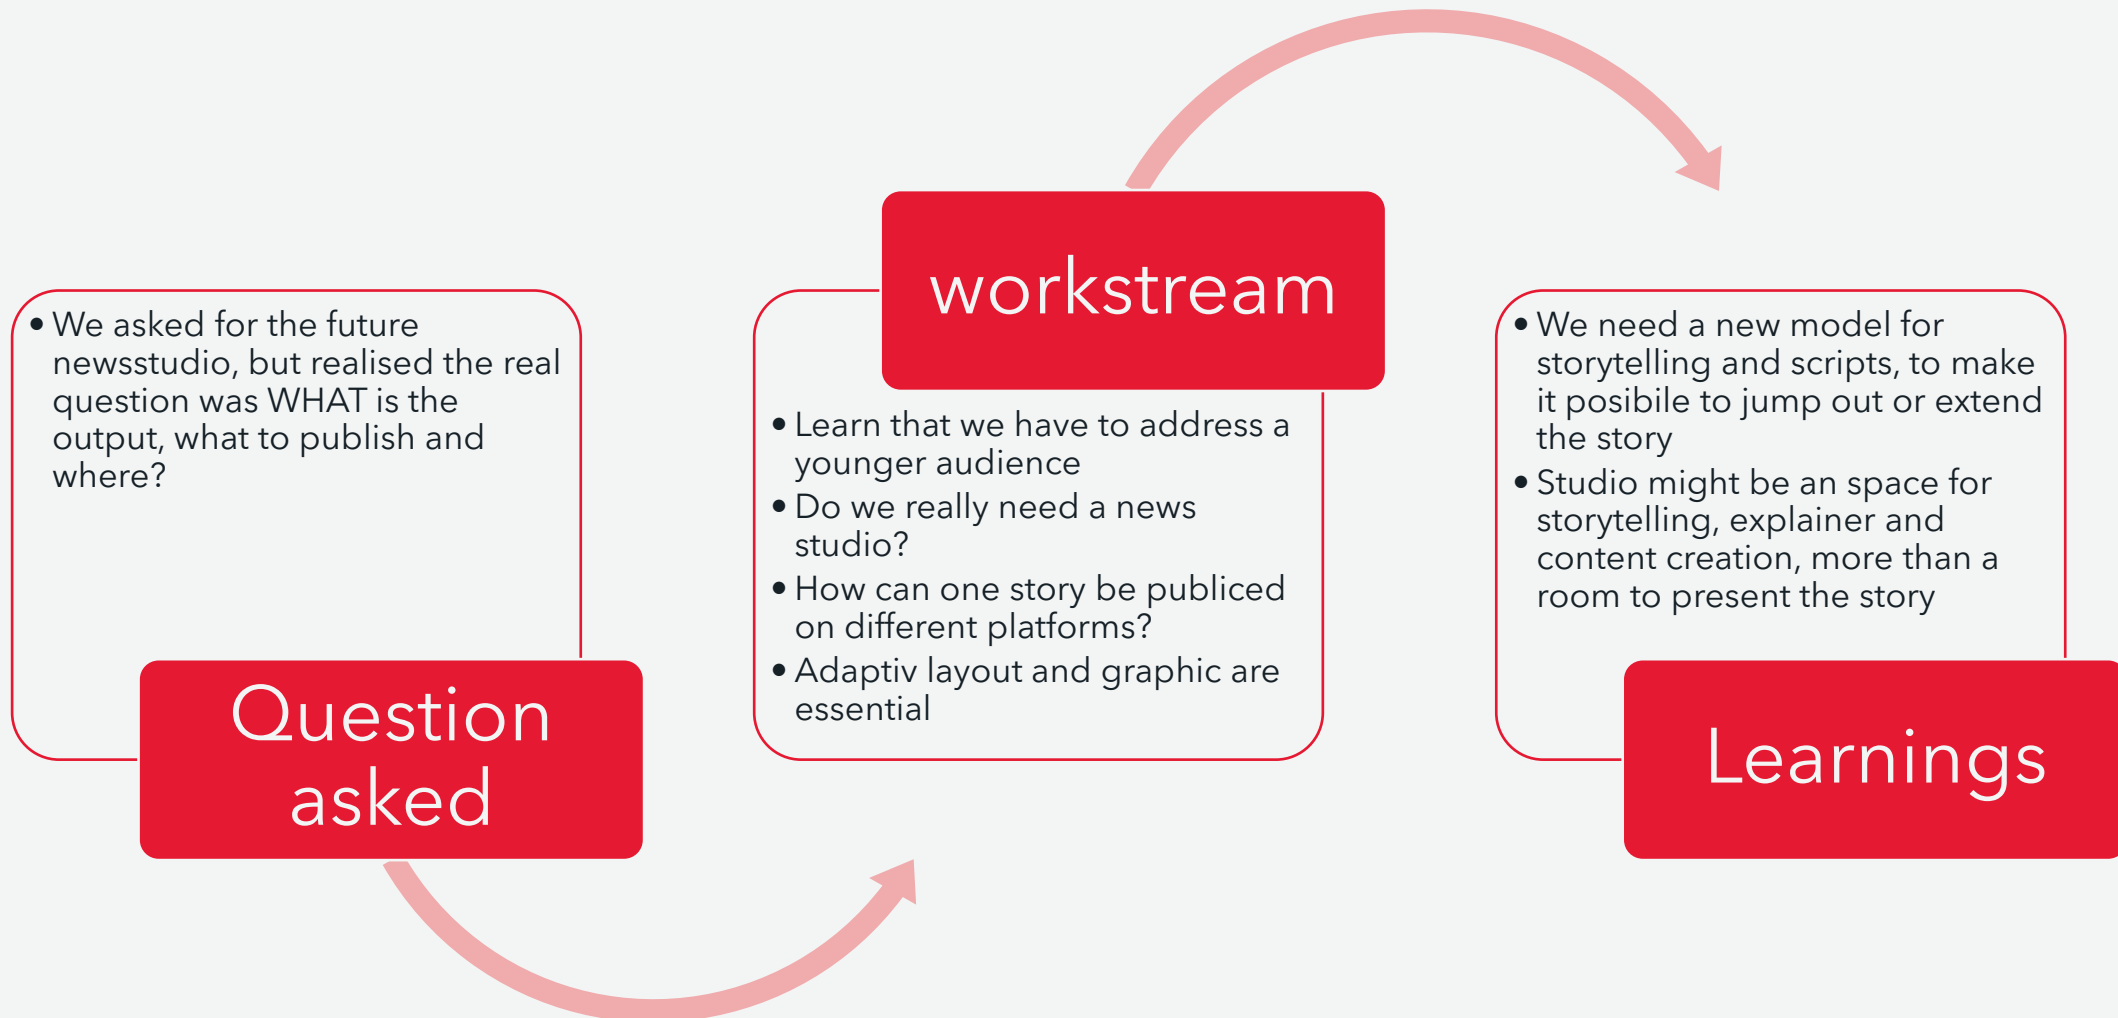 • We asked for the future
newsstudio, but realised the real
question was WHAT is the
output, what to publish and
where?
Question
asked
workstream
• Learn that we have to address a
younger audience
• Do we really need a news
studio?
• How can one story be publiced
on different platforms?
• Adaptiv layout and graphic are
essential
• We need a new model for
storytelling and scripts, to make
it posibile to jump out or extend
the story
• Studio might be an space for
storytelling, explainer and
content creation, more than a
room to present the story
Learnings